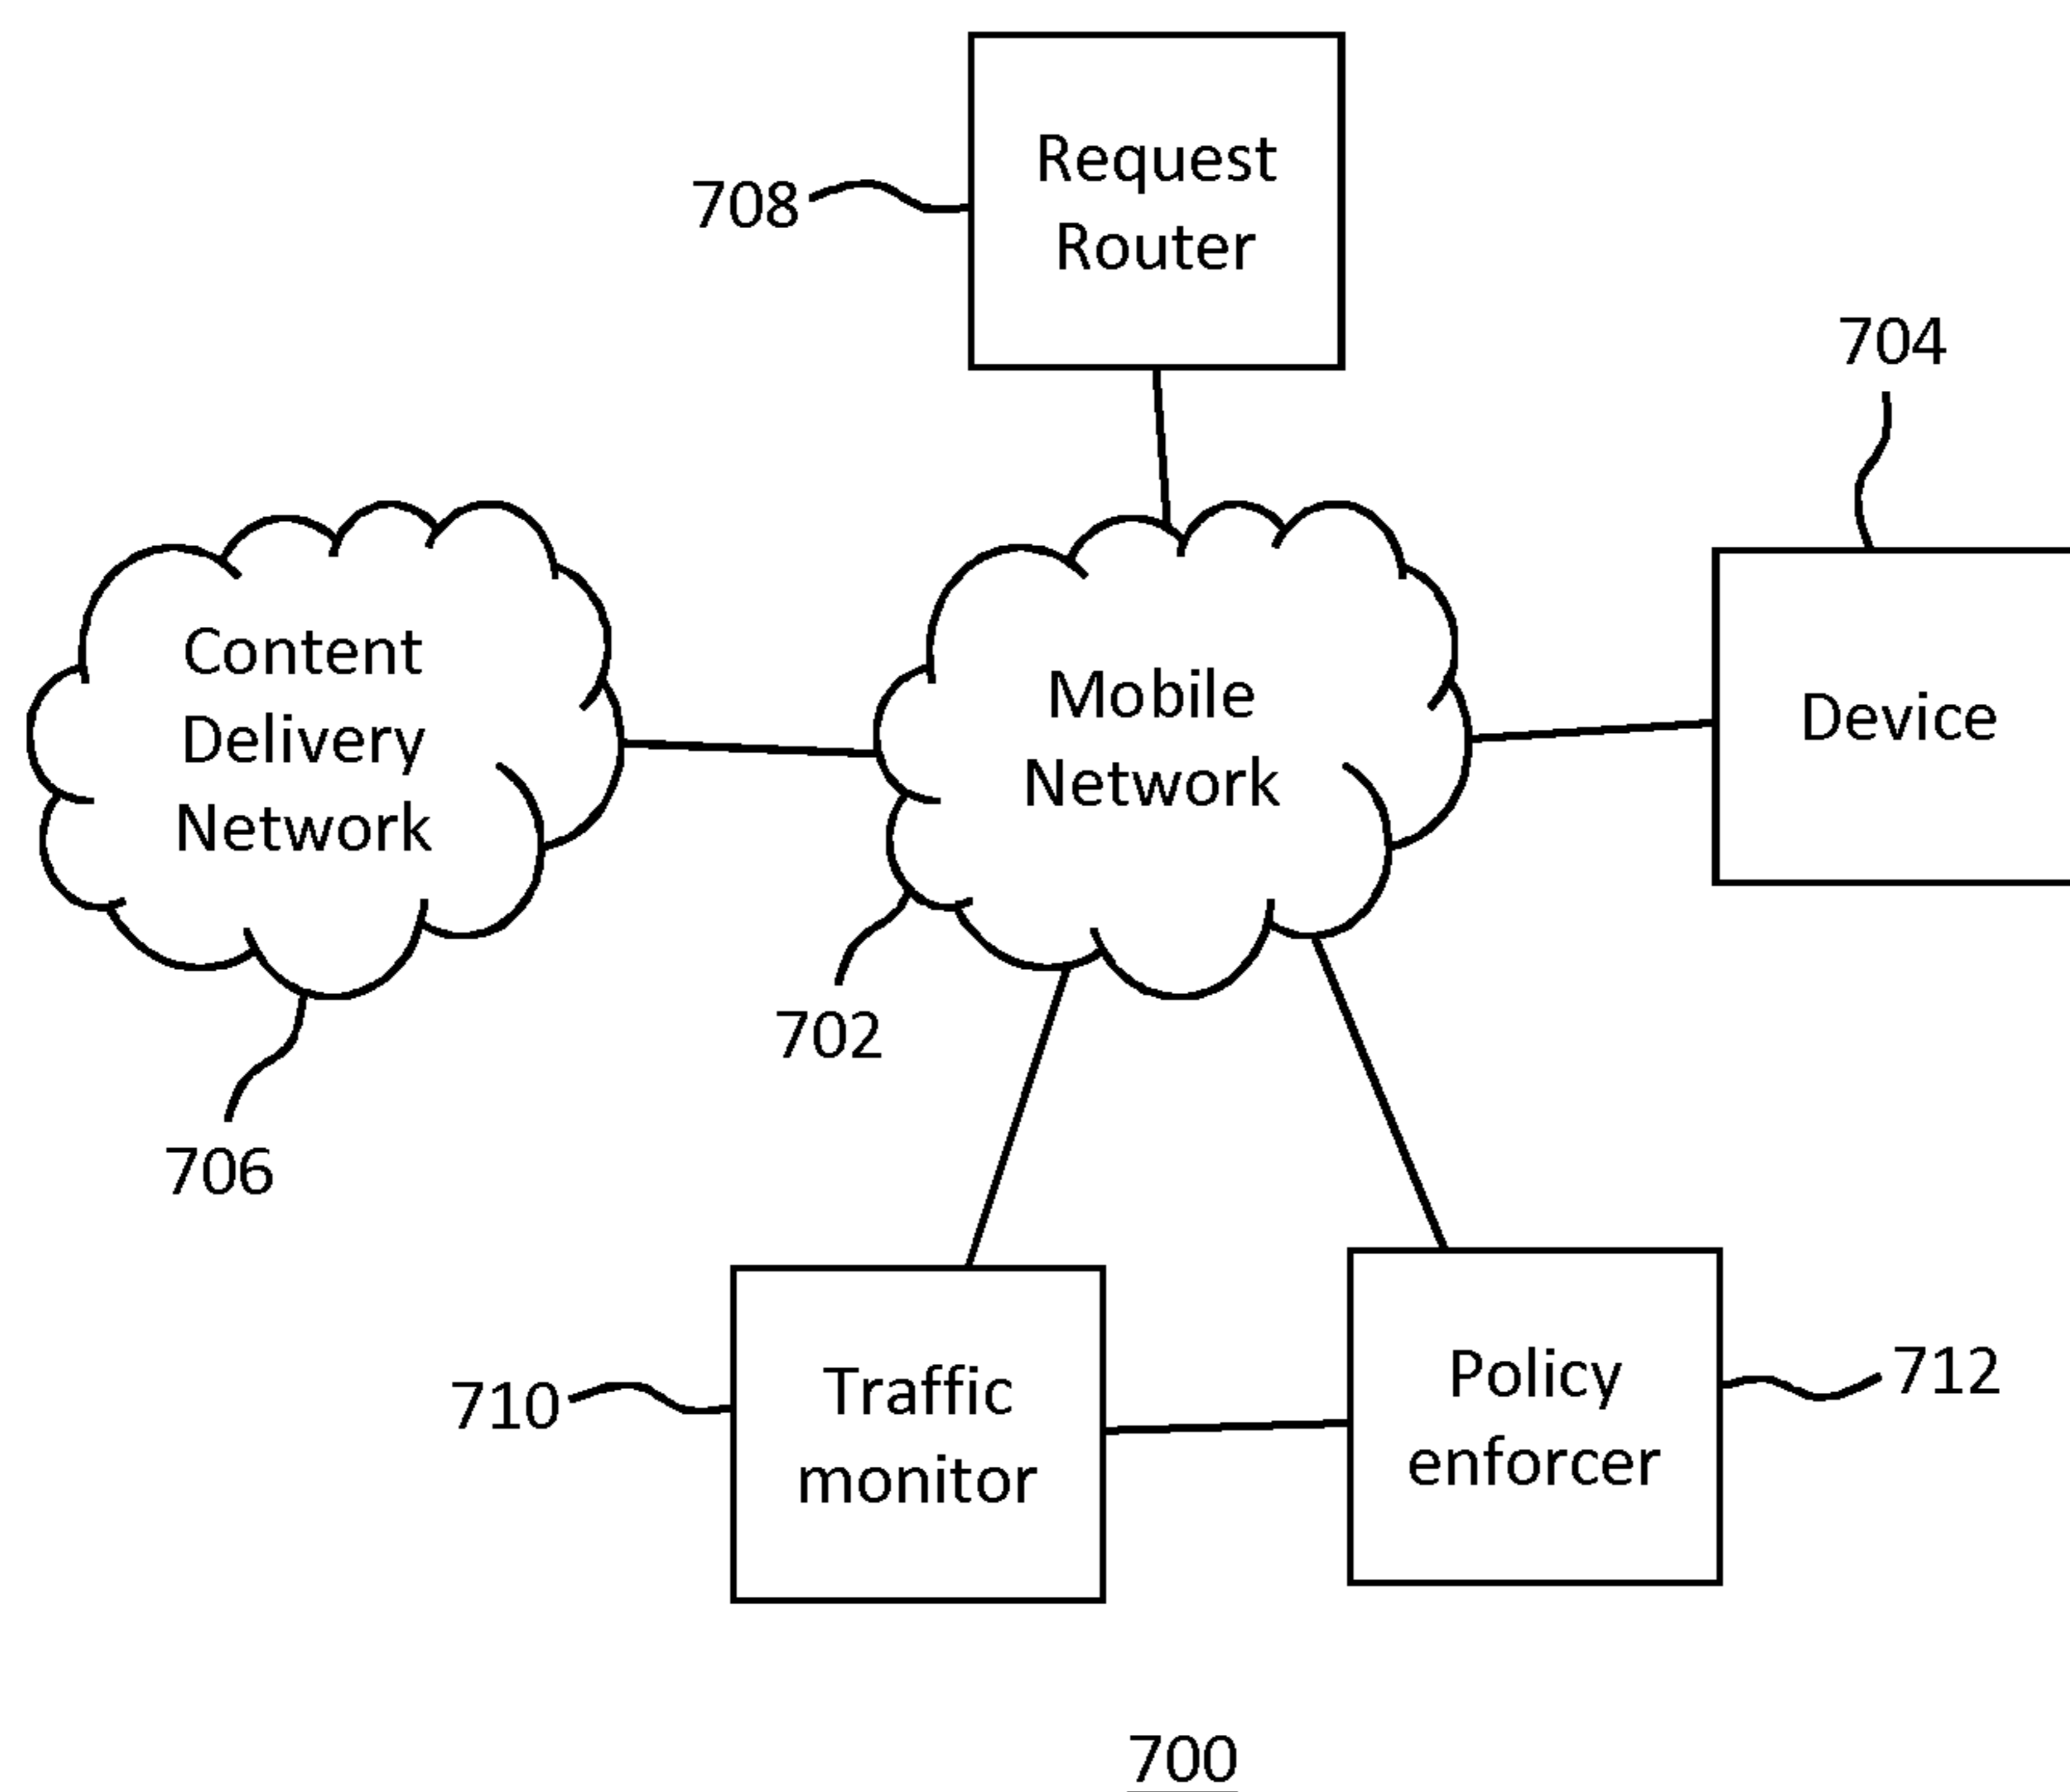 Request
Router
708
704
Content
Delivery
Network
Mobile
Network
Device
702
706
Traffic
monitor
710
Policy
enforcer
712
700